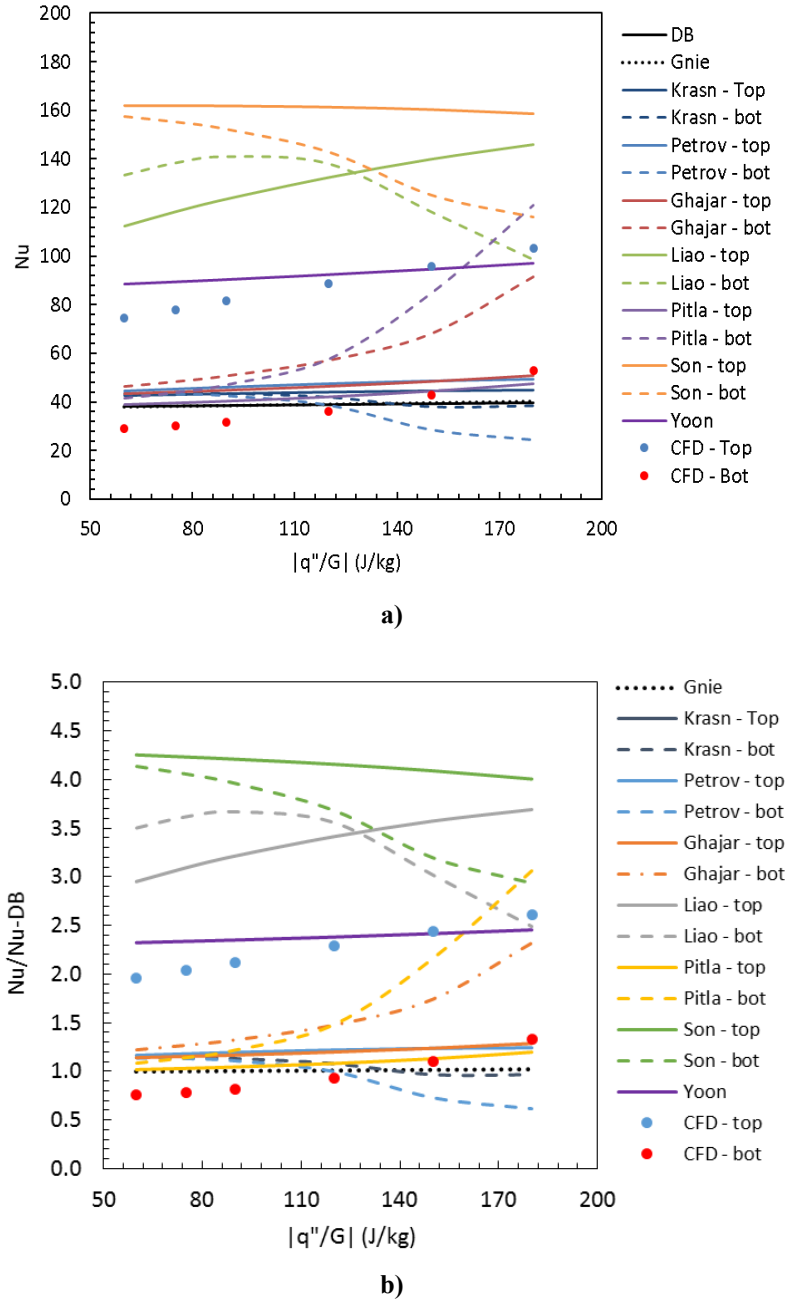 200
180
160
140
120
100
80
60
40
20
0
Nu
50
80
110
140
170
200
|q"/G| (J/kg)
DB
Gnie
Krasn - Top
Krasn - bot
Petrov - top
Petrov - bot
Ghajar - top
Ghajar - bot
Liao - top
Liao - bot
Pitla - top
Pitla - bot
Son - top
Son - bot
Yoon
CFD - Top
CFD - Bot
a)
5.0
4.5
4.0
3.5
3.0
2.5
2.0
1.5
1.0
0.5
0.0
Nu/Nu-DB
50
80
110
140
170
200
|q"/G| (J/kg)
Gnie
Krasn - Top
Krasn - bot
Petrov - top
Petrov - bot
Ghajar - top
Ghajar - bot
Liao - top
Liao - bot
Pitla - top
Pitla - bot
Son - top
Son - bot
Yoon
CFD - top
CFD - bot
b)